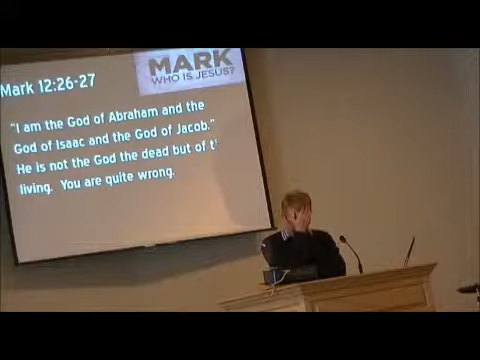 MARK
WHO IS JESUS?
Mark 12:26-27
"I am the God of Abraham and the
God of Isaac and the God of Jacob."
He is not the God the dead but of t
living. You are quite wrong.